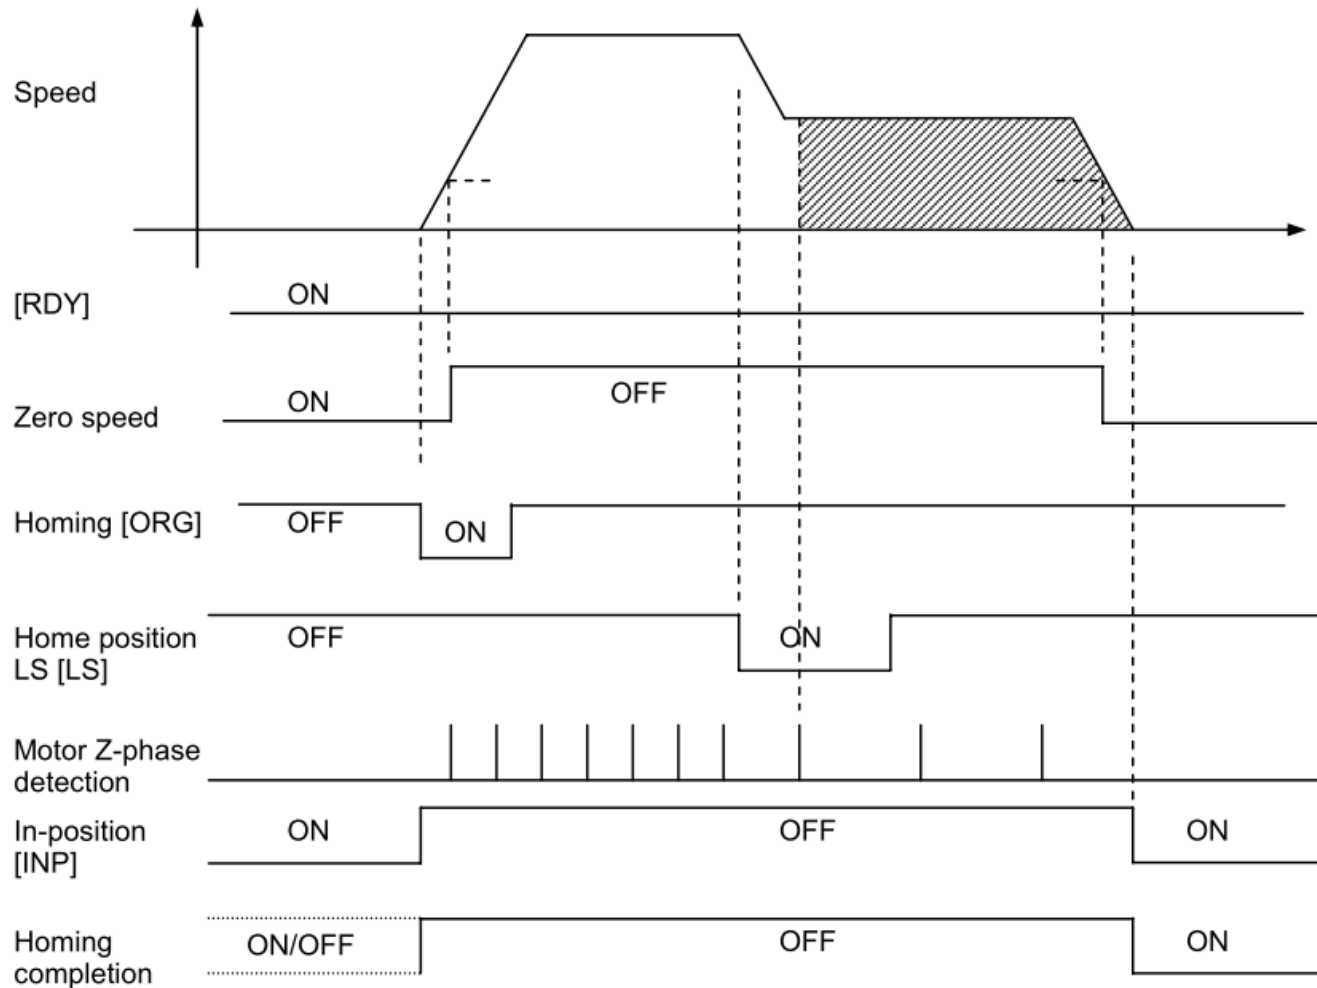 Speed
[RDY]
ON
Zero speed
ON
OFF
Homing [ORG]
OFF
ON
Home position
LS [LS]
OFF
ON
Motor Z-phase
detection
In-position
[INP]
ON
OFF
ON
Homing
completion
ON/OFF
OFF
ON